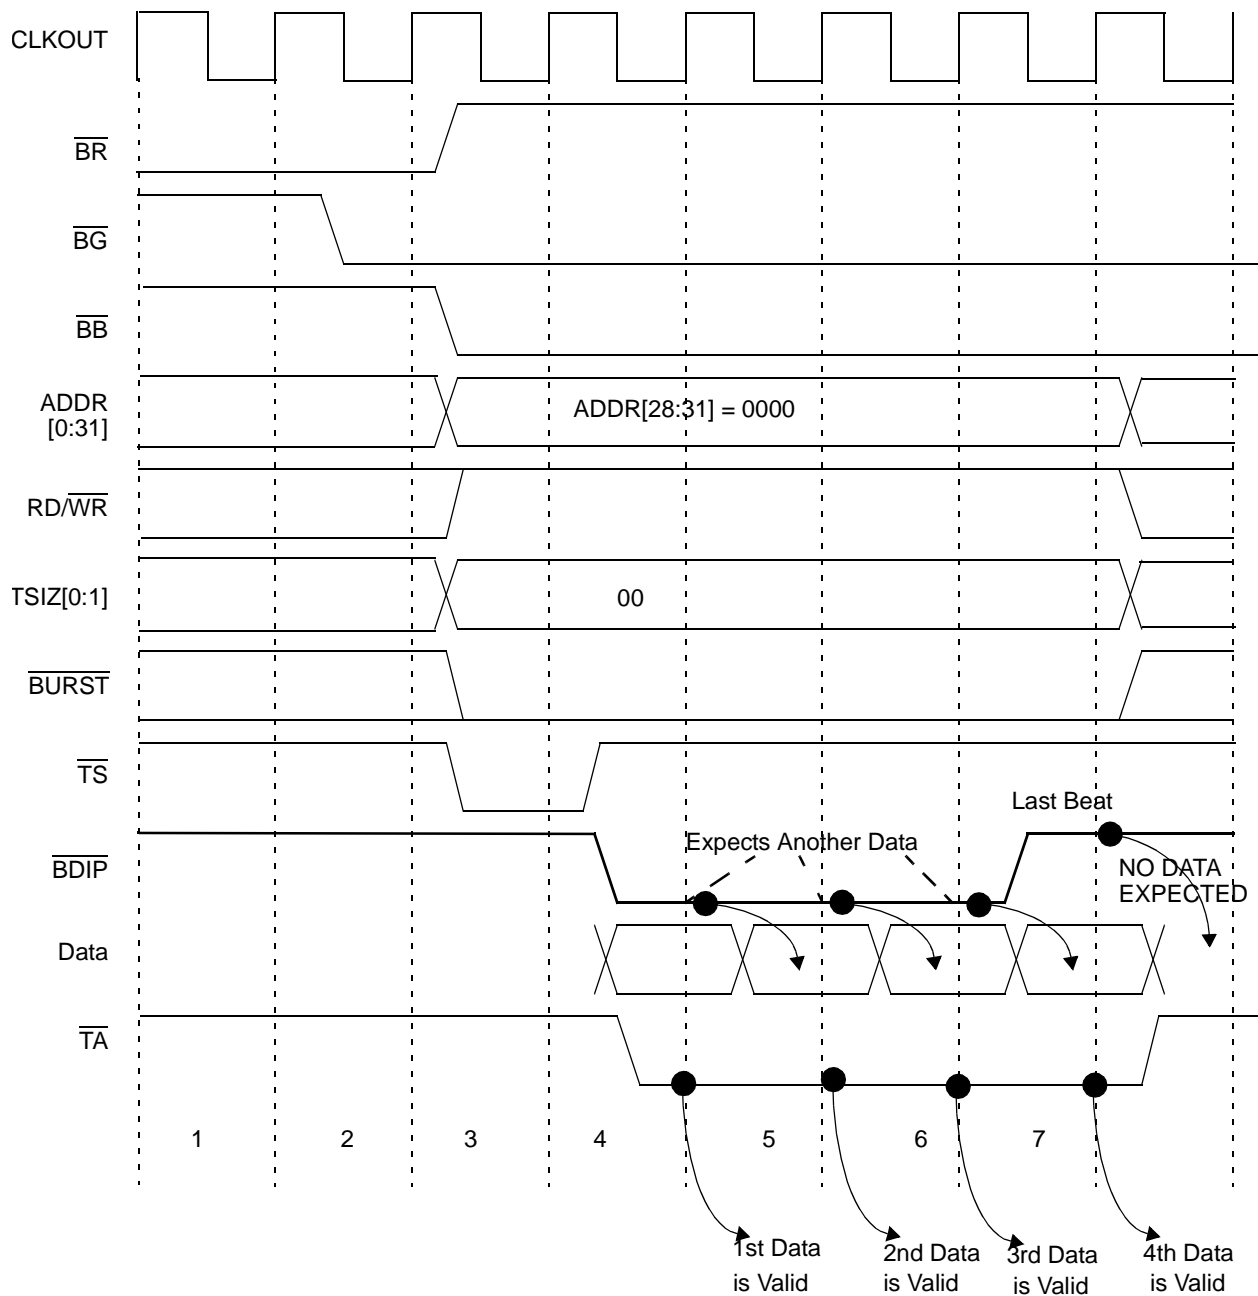 CLKOUT
BR
BG
BB
ADDR
[0:31]
ADDR[28:31] = 0000
RD/WR
TSIZ[0:1]
00
BURST
TS
Last Beat
BDIP
Expects Another Data
NO DATA
EXPECTED
Data
TA
1 2 3 4 5 6 7
1st Data
is Valid
2nd Data
is Valid
3rd Data
is Valid
4th Data
is Valid